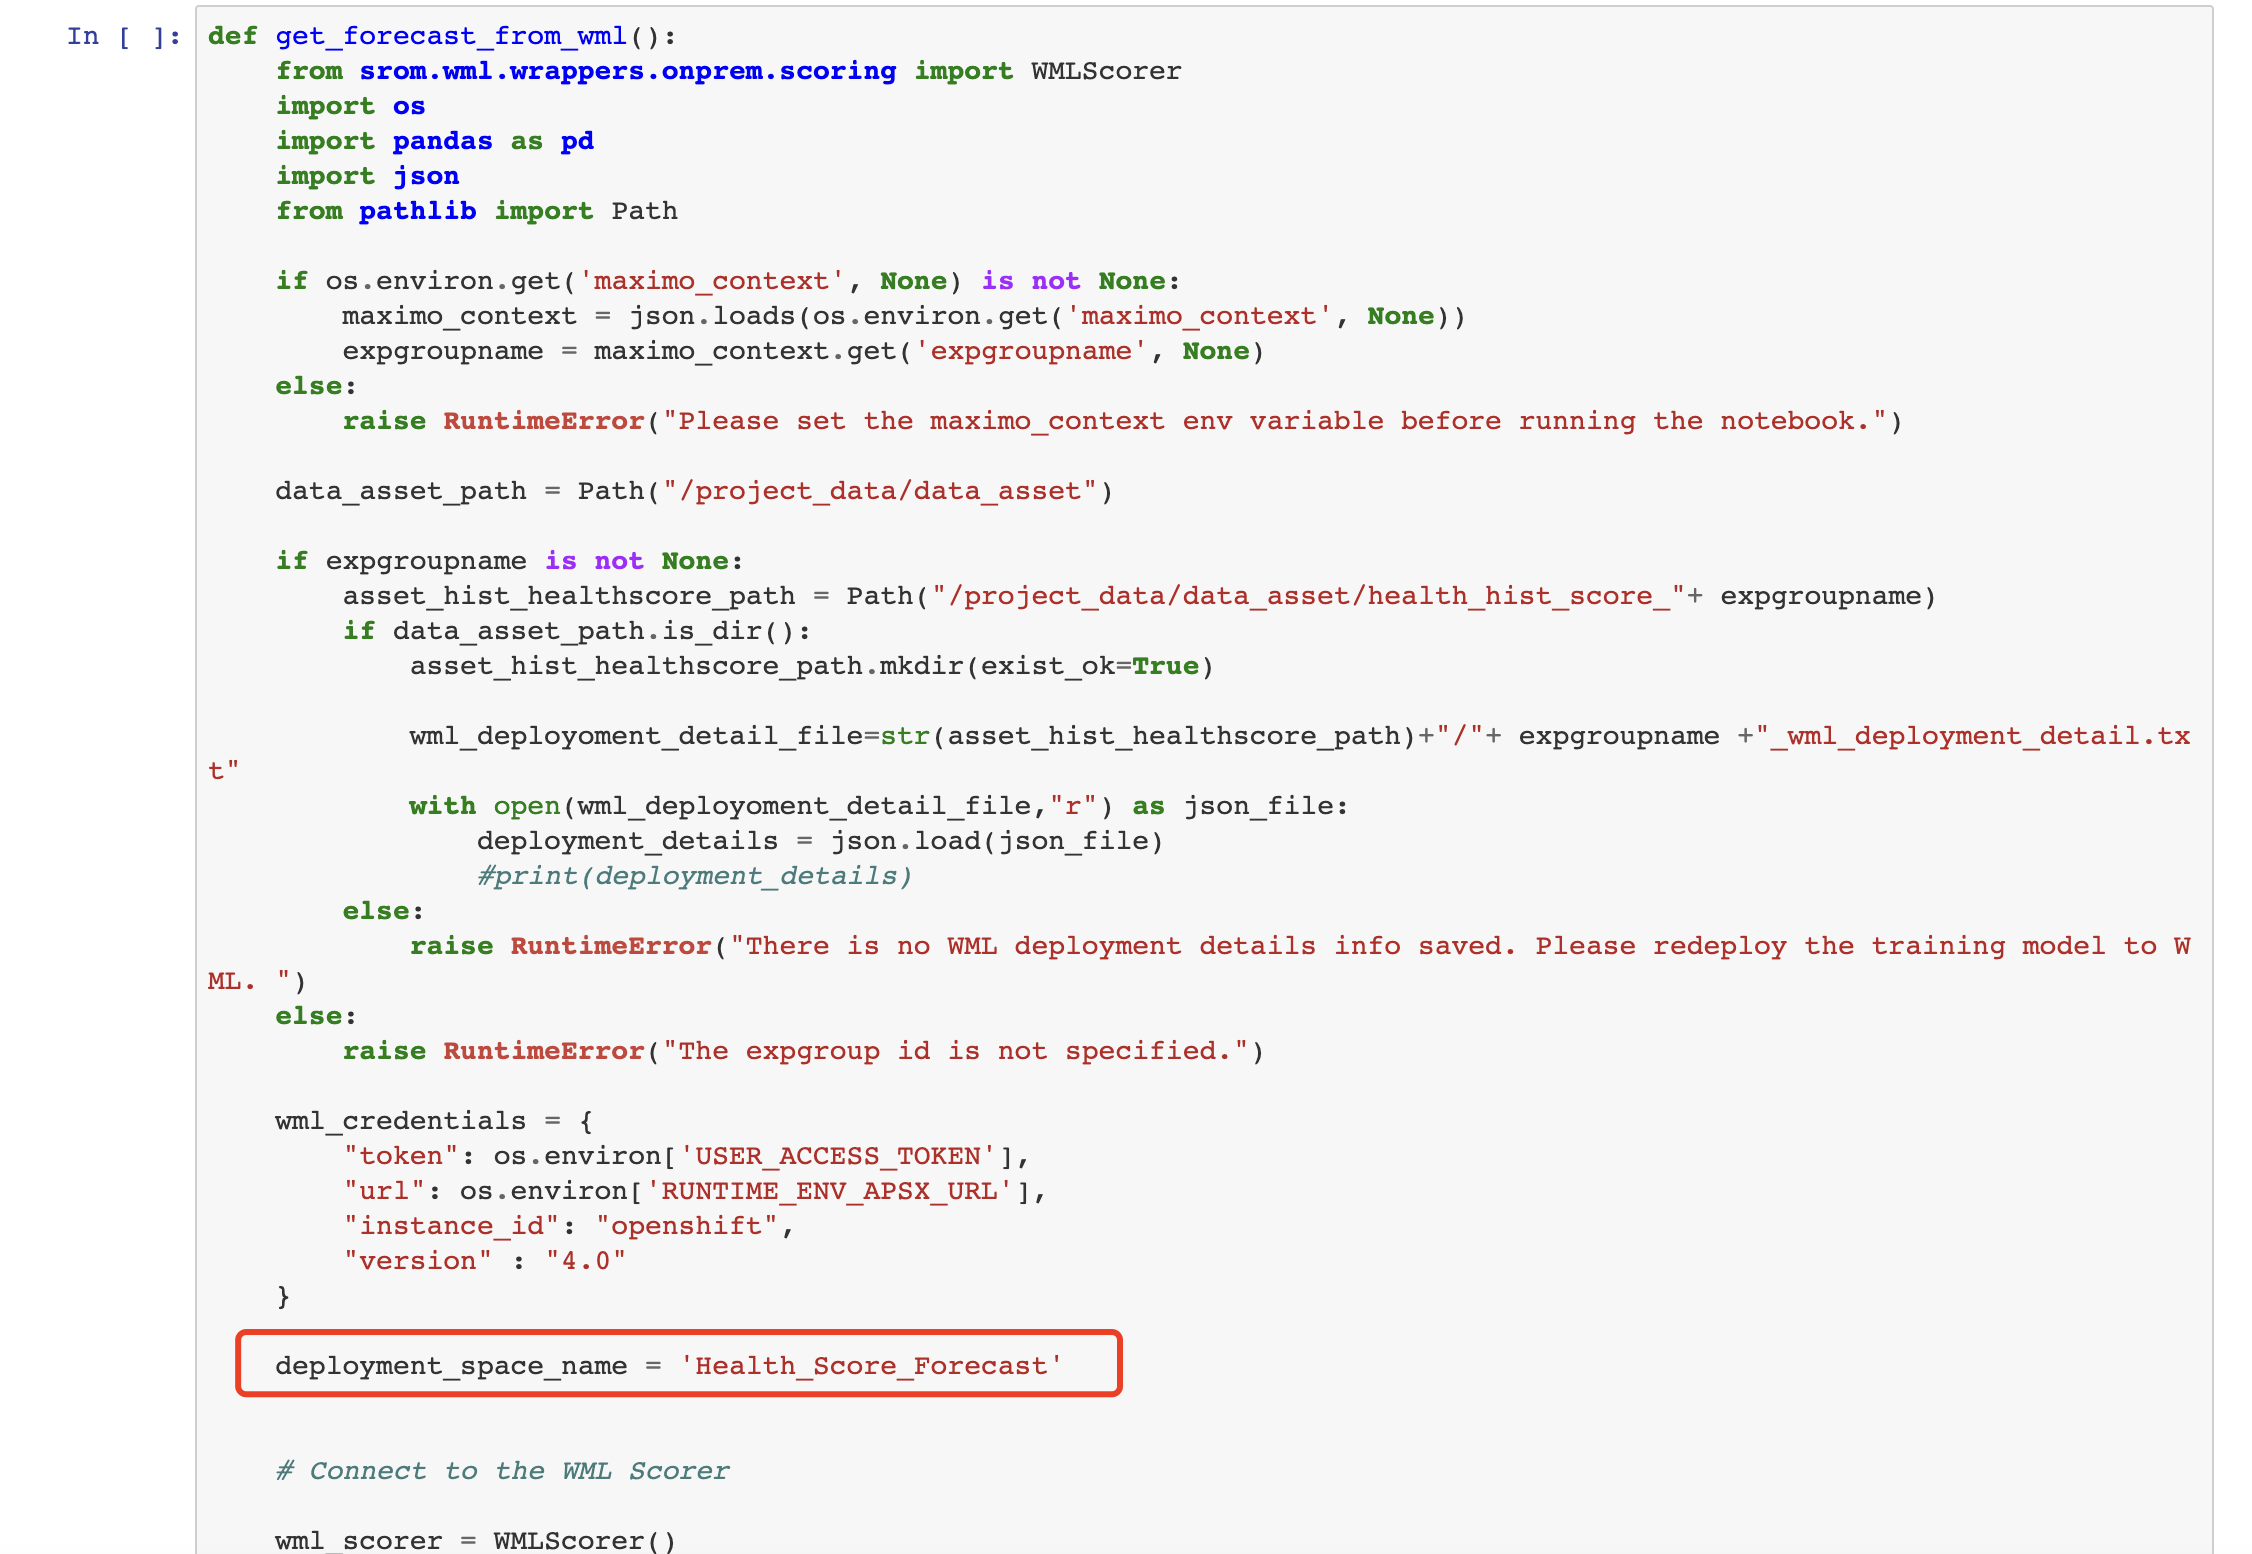 In [ ]: def get_forecast_from_wml():
    from srom.wml.wrappers.onprem.scoring import WMLScorer
    import os
    import pandas as pd
    import json
    from pathlib import Path

    if os.environ.get('maximo_context', None) is not None:
        maximo_context = json.loads(os.environ.get('maximo_context', None))
        expgroupname = maximo_context.get('expgroupname', None)
    else:
        raise RuntimeError("Please set the maximo_context env variable before running the notebook.")

    data_asset_path = Path("/project_data/data_asset")

    if expgroupname is not None:
        asset_hist_healthscore_path = Path("/project_data/data_asset/health_hist_score_"+ expgroupname)
        if data_asset_path.is_dir():
            asset_hist_healthscore_path.mkdir(exist_ok=True)

            wml_deployoment_detail_file=str(asset_hist_healthscore_path)+"/"+ expgroupname +"_wml_deployment_detail.tx
t"
            with open(wml_deployoment_detail_file,"r") as json_file:
                deployment_details = json.load(json_file)
                #print(deployment_details)
        else:
            raise RuntimeError("There is no WML deployment details info saved. Please redeploy the training model to W
ML. ")
    else:
        raise RuntimeError("The expgroup id is not specified.")

    wml_credentials = {
        "token": os.environ['USER_ACCESS_TOKEN'],
        "url": os.environ['RUNTIME_ENV_APSX_URL'],
        "instance_id": "openshift",
        "version" : "4.0"
    }

    deployment_space_name = 'Health_Score_Forecast'

    # Connect to the WML Scorer

    wml_scorer = WMLScorer()